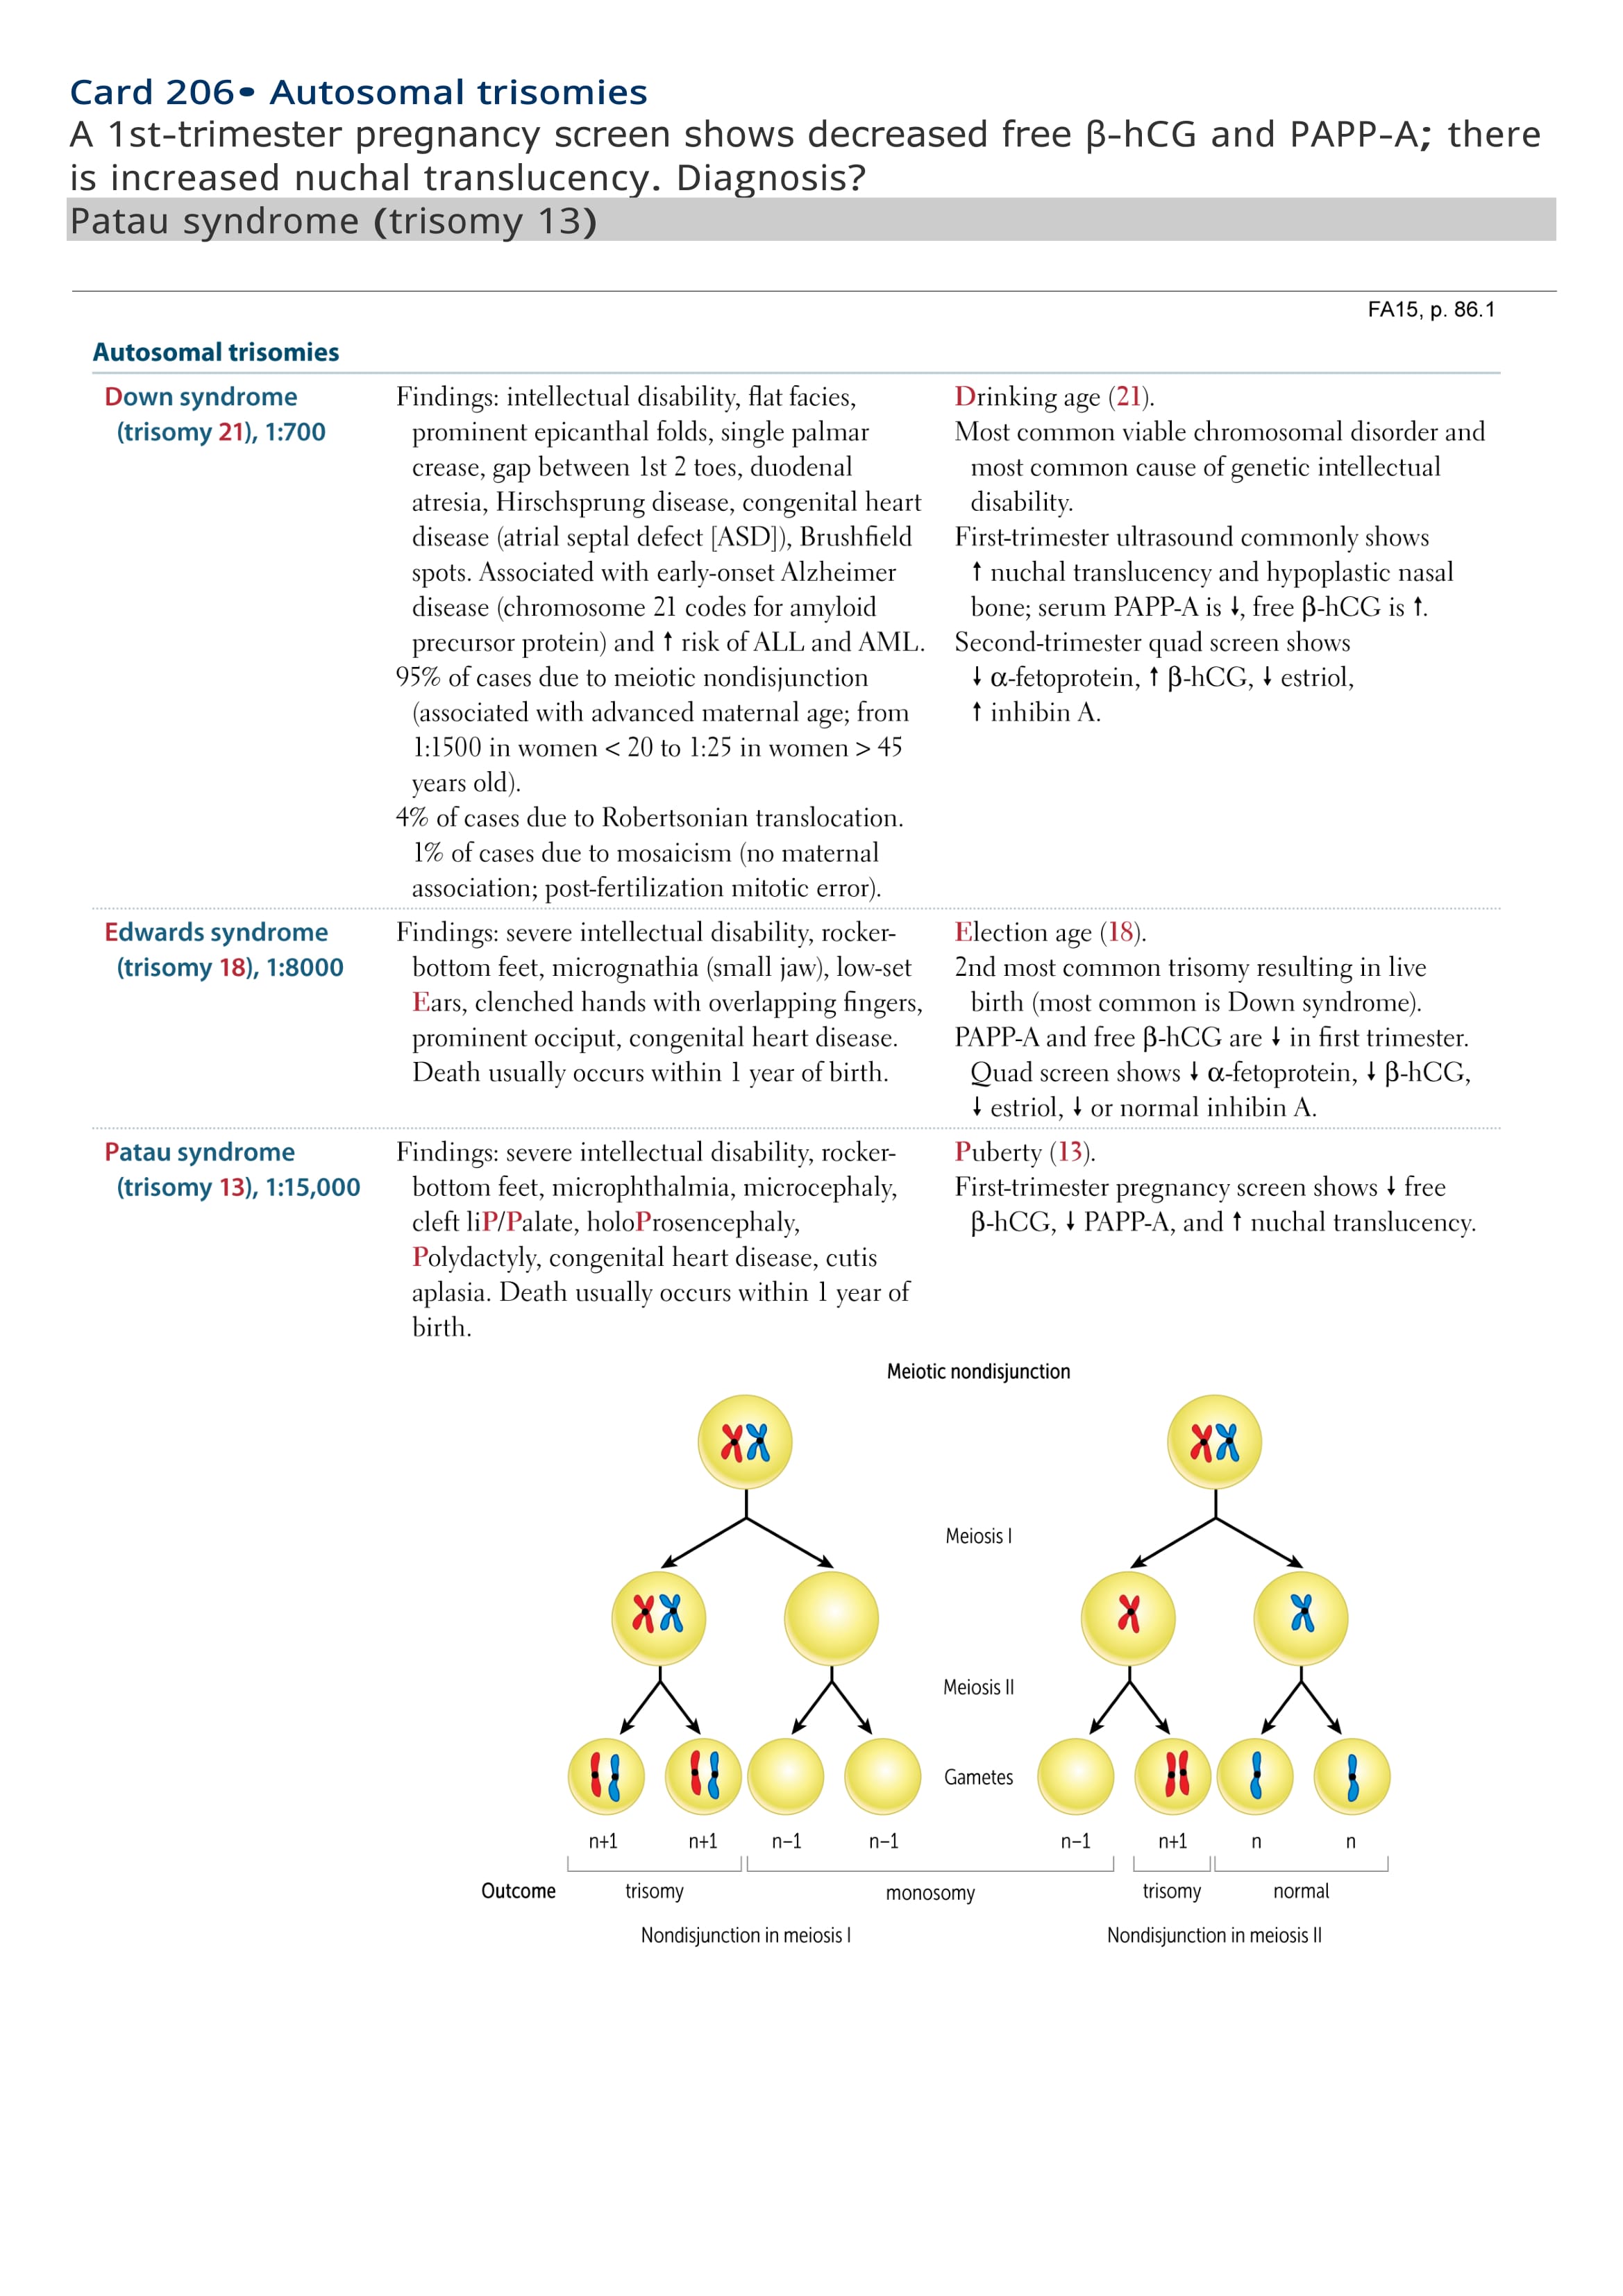 Card 206• Autosomal trisomies
A 1st-trimester pregnancy screen shows decreased free β-hCG and PAPP-A; there
is increased nuchal translucency. Diagnosis?
Patau syndrome (trisomy 13)
FA15, p. 86.1
Autosomal trisomies
Down syndrome
(trisomy 21), 1:700
Findings: intellectual disability, flat facies,
prominent epicanthal folds, single palmar
crease, gap between 1st 2 toes, duodenal
atresia, Hirschsprung disease, congenital heart
disease (atrial septal defect [ASD]), Brushfield
spots. Associated with early-onset Alzheimer
disease (chromosome 21 codes for amyloid
precursor protein) and ↑ risk of ALL and AML.
95% of cases due to meiotic nondisjunction
(associated with advanced maternal age; from
1:1500 in women < 20 to 1:25 in women > 45
years old).
4% of cases due to Robertsonian translocation.
1% of cases due to mosaicism (no maternal
association; post-fertilization mitotic error).
Drinking age (21).
Most common viable chromosomal disorder and
most common cause of genetic intellectual
disability.
First-trimester ultrasound commonly shows
↑ nuchal translucency and hypoplastic nasal
bone; serum PAPP-A is ↓, free β-hCG is ↑.
Second-trimester quad screen shows
↓ α-fetoprotein, ↑ β-hCG, ↓ estriol,
↑ inhibin A.
Edwards syndrome
(trisomy 18), 1:8000
Findings: severe intellectual disability, rocker-
bottom feet, micrognathia (small jaw), low-set
Ears, clenched hands with overlapping fingers,
prominent occiput, congenital heart disease.
Death usually occurs within 1 year of birth.
Election age (18).
2nd most common trisomy resulting in live
birth (most common is Down syndrome).
PAPP-A and free β-hCG are ↓ in first trimester.
Quad screen shows ↓ α-fetoprotein, ↓ β-hCG,
↓ estriol, ↓ or normal inhibin A.
Patau syndrome
(trisomy 13), 1:15,000
Findings: severe intellectual disability, rocker-
bottom feet, microphthalmia, microcephaly,
cleft liP/Palate, holoProsencephaly,
Polydactyly, congenital heart disease, cutis
aplasia. Death usually occurs within 1 year of
birth.
Puberty (13).
First-trimester pregnancy screen shows ↓ free
β-hCG, ↓ PAPP-A, and ↑ nuchal translucency.
Meiotic nondisjunction
Meiosis I
Meiosis II
Gametes
n+1 n+1 n−1 n−1 n−1 n+1 n n
Outcome trisomy monosomy trisomy normal
Nondisjunction in meiosis I Nondisjunction in meiosis II